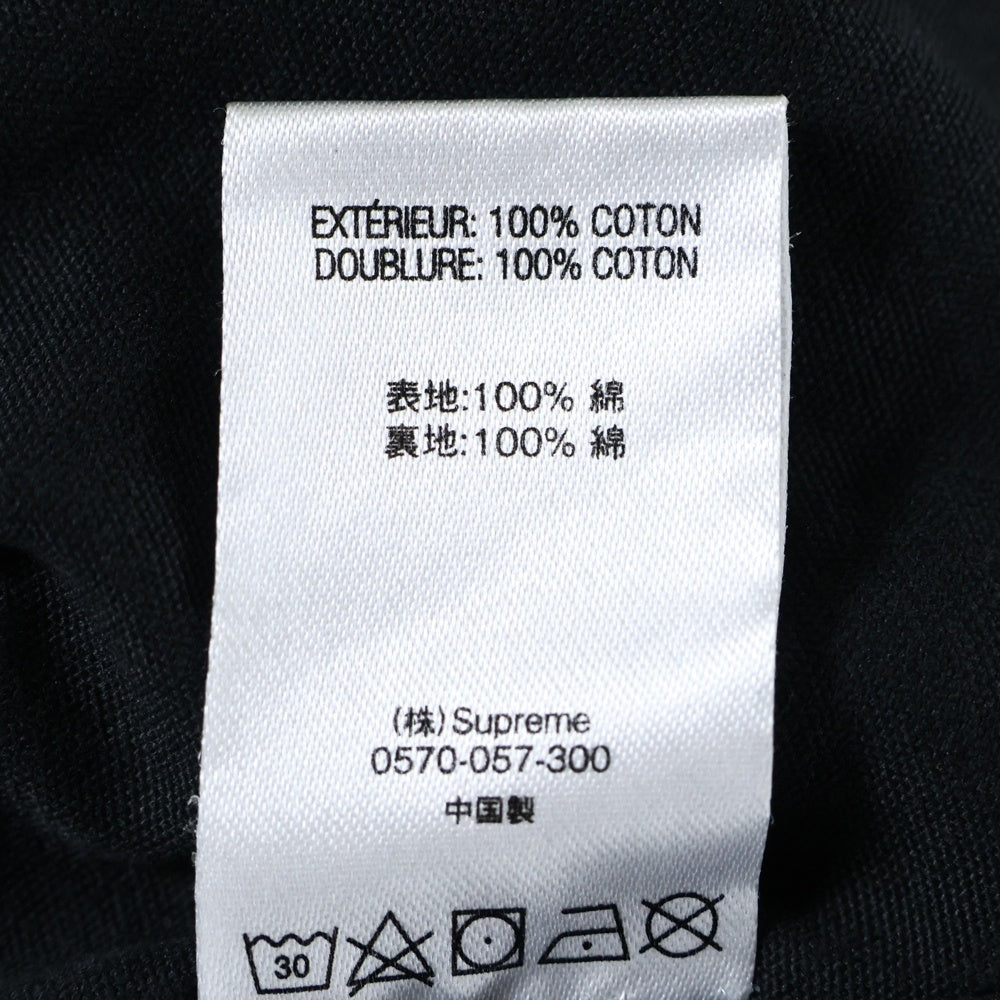 EXTÉRIEUR: 100% COTON
DOUBLURE: 100% COTON
表地:100% 綿
裏地:100% 綿
(株)Supreme
0570-057-300
中国製
30